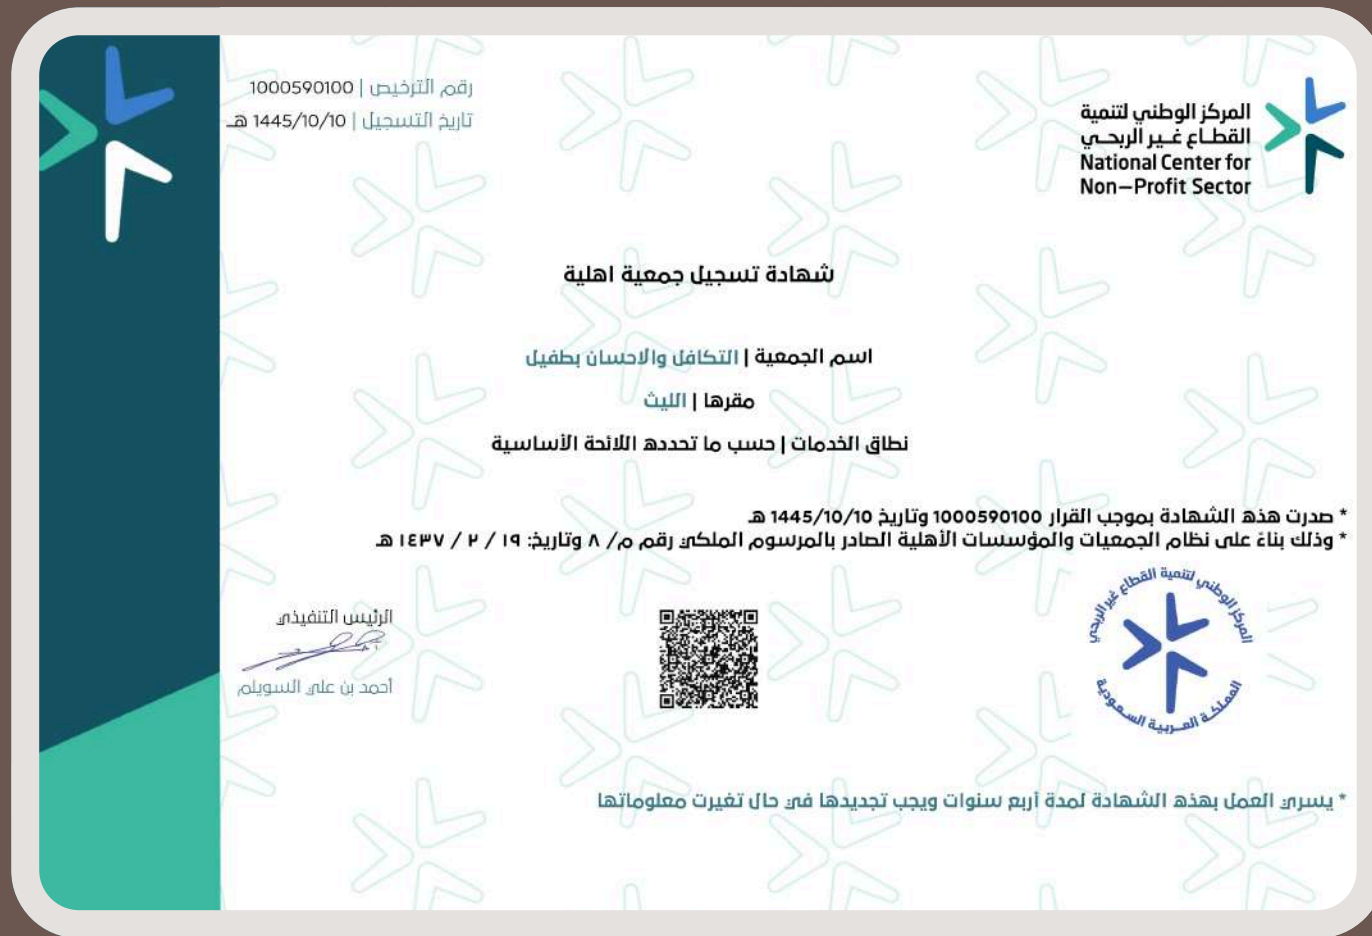 رقم الترخيص | 1000590100
تاريخ التسجيل | 1445/10/10 هـ
المركز الوطني لتنمية
القطاع غير الربحي
National Center for
Non–Profit Sector
شهادة تسجيل جمعية اهلية
اسم الجمعية | التكافل والاحسان بطفيل
مقرها | الليث
نطاق الخدمات | حسب ما تحدده اللائحة الأساسية
* صدرت هذه الشهادة بموجب القرار 1000590100 وتاريخ 1445/10/10 هـ
* وذلك بناءً على نظام الجمعيات والمؤسسات الأهلية الصادر بالمرسوم الملكي رقم م/ ٨ وتاريخ: ١٩ / ٢ / ١٤٣٧ هـ
المركز الوطني لتنمية القطاع غير الربحي
المملكة العربية السعودية
الرئيس التنفيذي
أحمد بن علي السويلم
* يسري العمل بهذه الشهادة لمدة أربع سنوات ويجب تجديدها في حال تغيرت معلوماتها